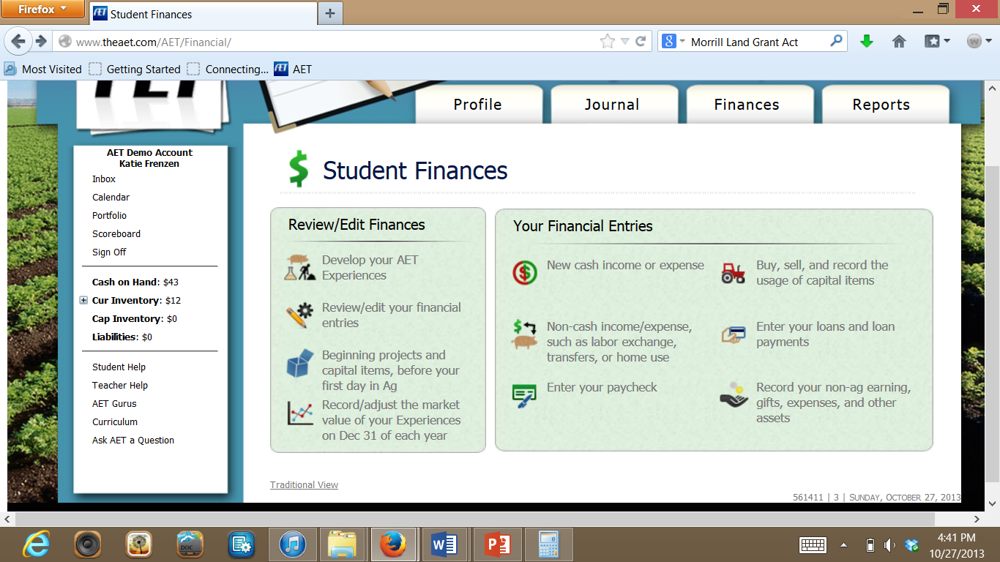 Firefox
Student Finances
www.theaet.com/AET/Financial/
Morrill Land Grant Act
Most Visited
Getting Started
Connecting...
AET
Profile
Journal
Finances
Reports
AET Demo Account
Katie Frenzen
Inbox
Calendar
Portfolio
Scoreboard
Sign Off
Cash on Hand: $43
Cur Inventory: $12
Cap Inventory: $0
Liabilities: $0
Student Help
Teacher Help
AET Gurus
Curriculum
Ask AET a Question
Student Finances
Review/Edit Finances
Develop your AET
Experiences
Review/edit your financial
entries
Beginning projects and
capital items, before your
first day in Ag
Record/adjust the market
value of your Experiences
on Dec 31 of each year
Your Financial Entries
New cash income or expense
Non-cash income/expense,
such as labor exchange,
transfers, or home use
Enter your paycheck
Buy, sell, and record the
usage of capital items
Enter your loans and loan
payments
Record your non-ag earning,
gifts, expenses, and other
assets
Traditional View
561411 | 3 | SUNDAY, OCTOBER 27, 2013
DOC
4:41 PM
10/27/2013